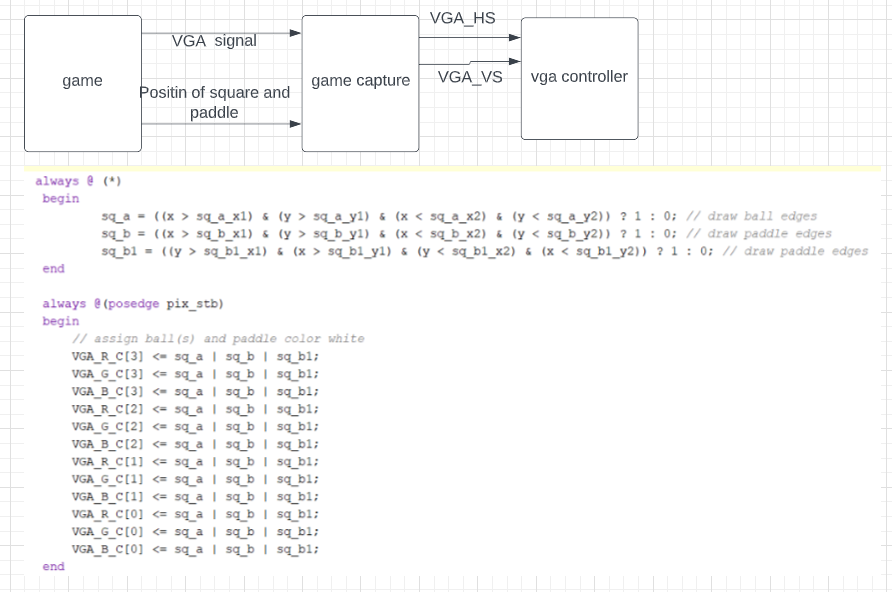 VGA_HS
VGA signal
game
game capture
vga controller
VGA_VS
Positin of square and
paddle
always @ (*)
begin
sq_a = ((x > sq_a_x1) & (y > sq_a_y1) & (x < sq_a_x2) & (y < sq_a_y2)) ? 1 : 0; // draw ball edges
sq_b = ((x > sq_b_x1) & (y > sq_b_y1) & (x < sq_b_x2) & (y < sq_b_y2)) ? 1 : 0; // draw paddle edges
sq_b1 = ((y > sq_b1_x1) & (x > sq_b1_y1) & (y < sq_b1_x2) & (x < sq_b1_y2)) ? 1 : 0; // draw paddle edges
end
always @(posedge pix_stb)
begin
// assign ball(s) and paddle color white
VGA_R_C[3] <= sq_a | sq_b | sq_b1;
VGA_G_C[3] <= sq_a | sq_b | sq_b1;
VGA_B_C[3] <= sq_a | sq_b | sq_b1;
VGA_R_C[2] <= sq_a | sq_b | sq_b1;
VGA_G_C[2] <= sq_a | sq_b | sq_b1;
VGA_B_C[2] <= sq_a | sq_b | sq_b1;
VGA_R_C[1] <= sq_a | sq_b | sq_b1;
VGA_G_C[1] <= sq_a | sq_b | sq_b1;
VGA_B_C[1] <= sq_a | sq_b | sq_b1;
VGA_R_C[0] <= sq_a | sq_b | sq_b1;
VGA_G_C[0] <= sq_a | sq_b | sq_b1;
VGA_B_C[0] <= sq_a | sq_b | sq_b1;
end